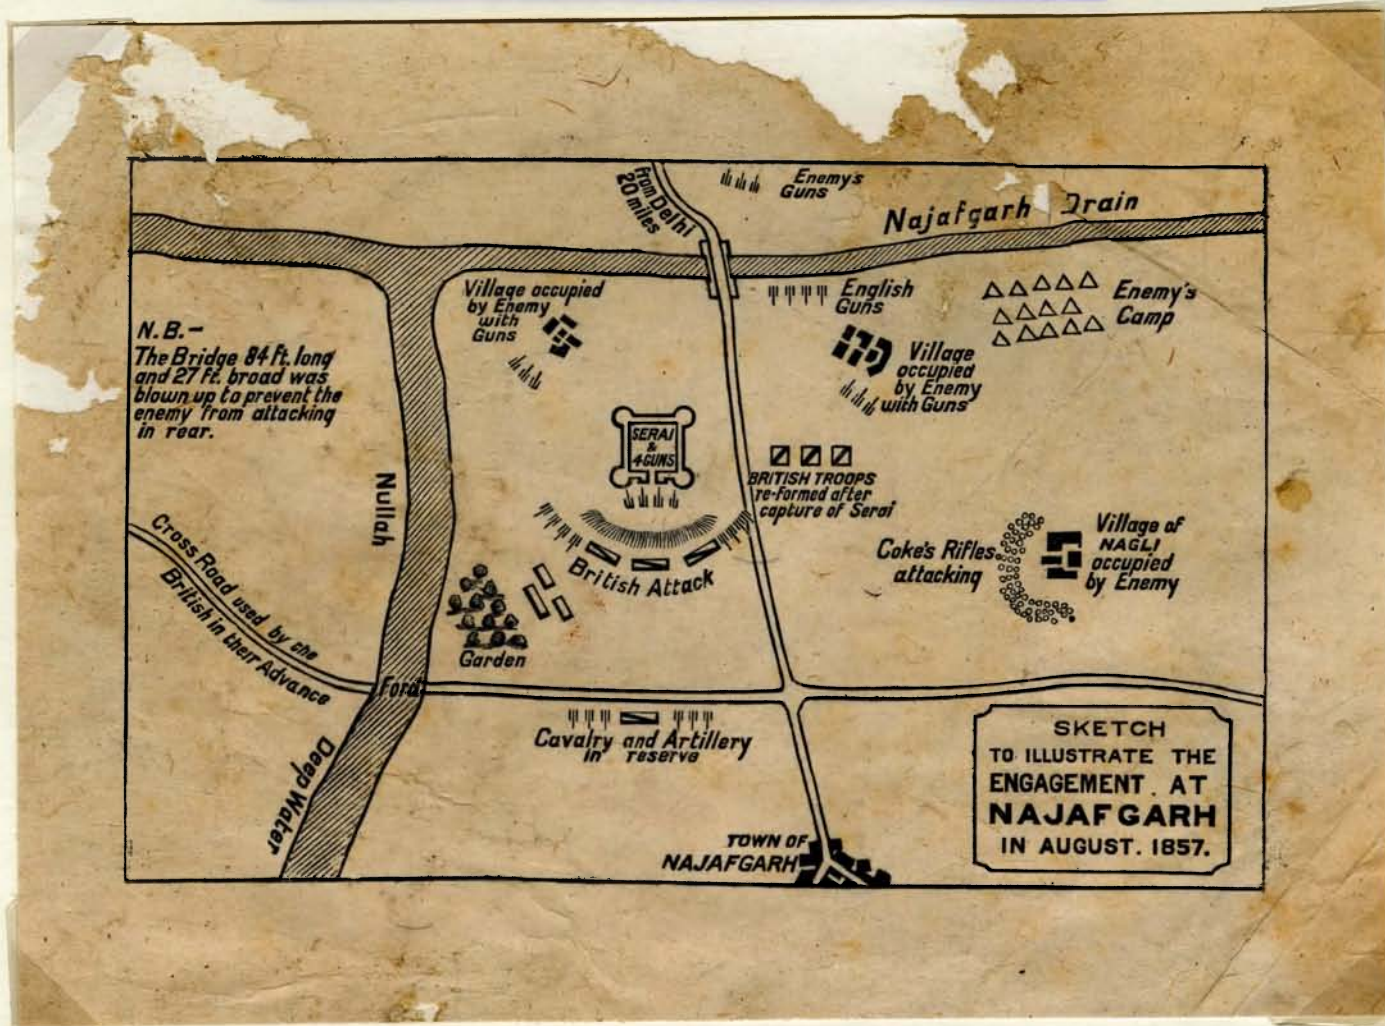 from Delhi
20 miles
Enemy's
Guns
Najafgarh Drain
Village occupied
by Enemy
with
Guns
English
Guns
Enemy's
Camp
N.B.-
The Bridge 84 ft. long
and 27 ft. broad was
blown up to prevent the
enemy from attacking
in rear.
Village
occupied
by Enemy
with Guns
SERAI
&
4 GUNS
BRITISH TROOPS
re-formed after
capture of Serai
Nullah
Cross Road used by the
British in their Advance
British Attack
Coke's Rifles
attacking
Village of
NAGLI
occupied
by Enemy
Garden
Ford
Cavalry and Artillery
in reserve
Deep Water
TOWN OF
NAJAFGARH
SKETCH
TO ILLUSTRATE THE
ENGAGEMENT. AT
NAJAFGARH
IN AUGUST. 1857.